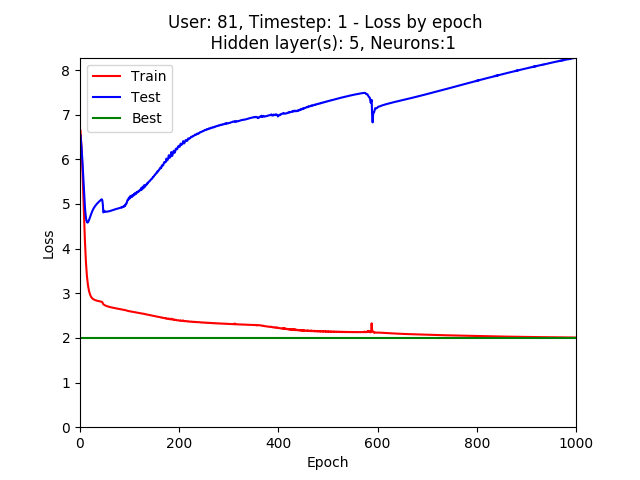 User: 81, Timestep: 1 - Loss by epoch
Hidden layer(s): 5, Neurons:1
Train
Test
Best
8
7
6
5
4
3
2
1
0
Loss
0 200 400 600 800 1000
Epoch